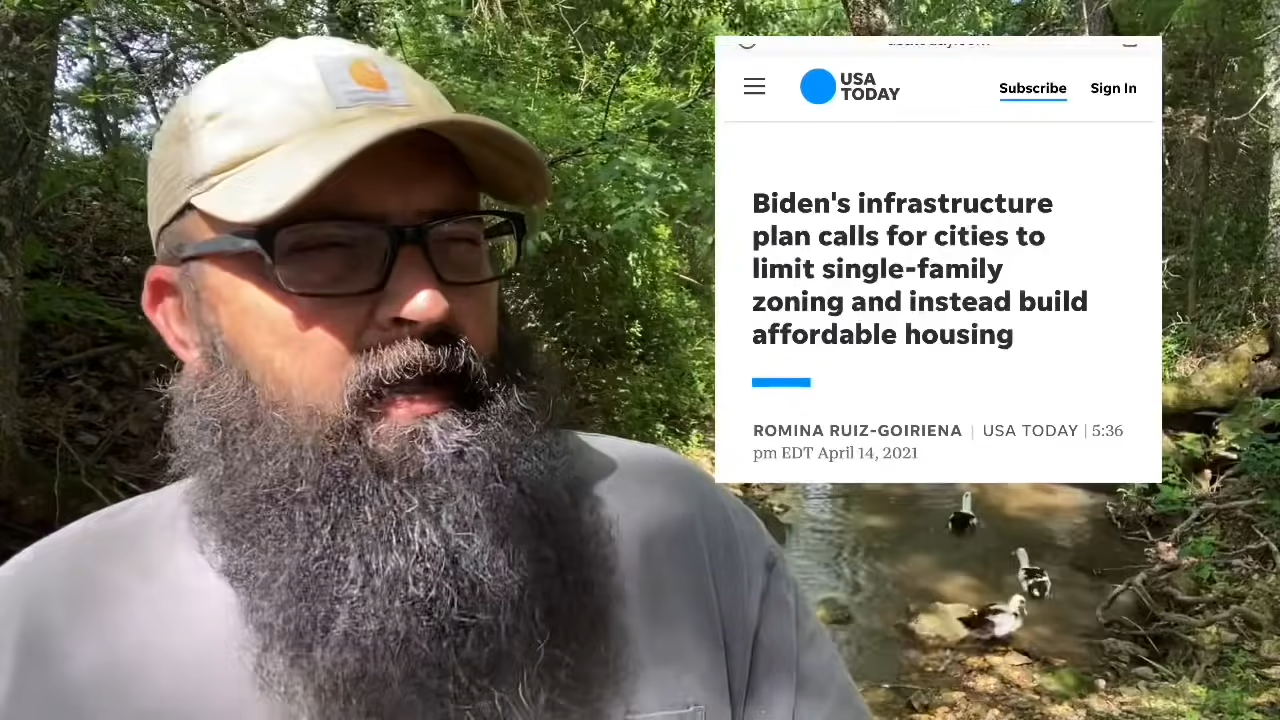 USA
TODAY
Subscribe
Sign In
Biden's infrastructure
plan calls for cities to
limit single-family
zoning and instead build
affordable housing
ROMINA RUIZ-GOIRIENA | USA TODAY | 5:36
pm EDT April 14, 2021